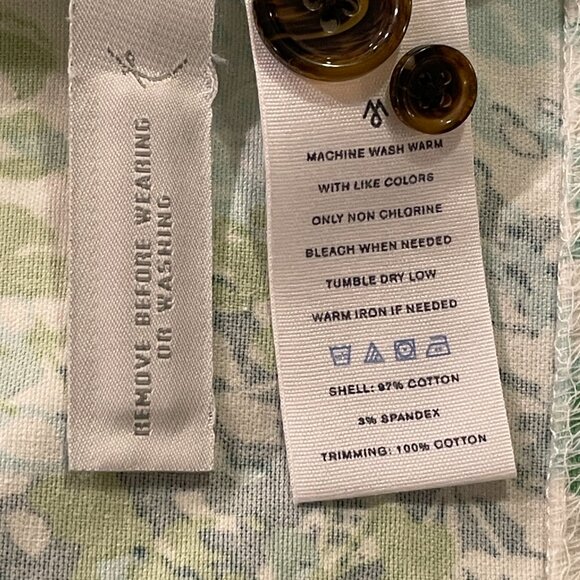 REMOVE BEFORE WEARING
OR WASHING
MACHINE WASH WARM
WITH LIKE COLORS
ONLY NON CHLORINE
BLEACH WHEN NEEDED
TUMBLE DRY LOW
WARM IRON IF NEEDED
SHELL: 97% COTTON
3% SPANDEX
TRIMMING: 100% COTTON